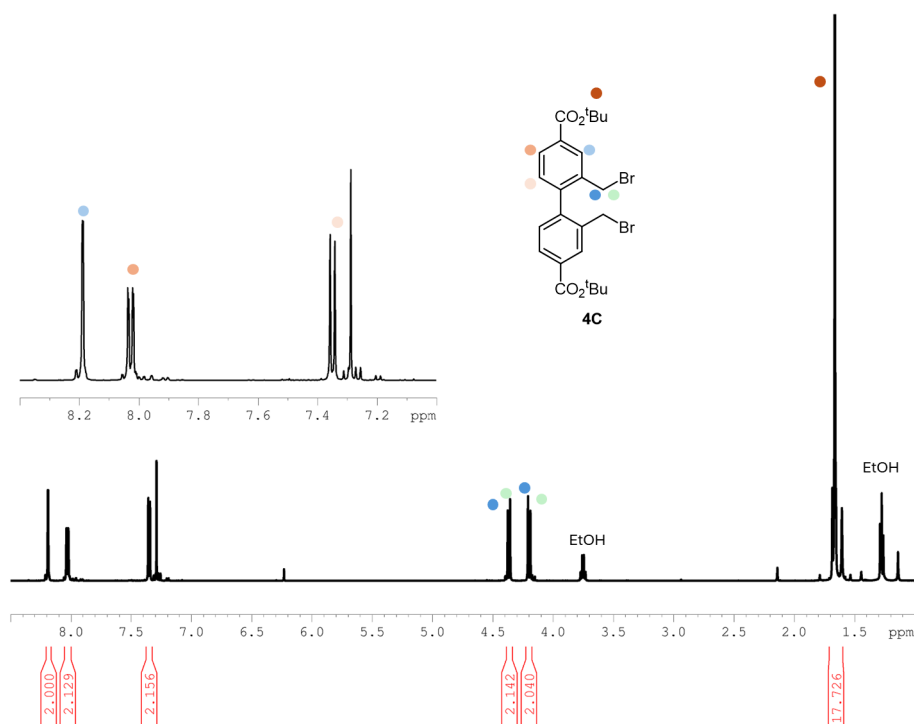 CO₂ᵗBu
Br
Br
CO₂ᵗBu
4C
8.2 8.0 7.8 7.6 7.4 7.2 ppm
EtOH
EtOH
8.0 7.5 7.0 6.5 6.0 5.5 5.0 4.5 4.0 3.5 3.0 2.5 2.0 1.5 ppm
2.000 2.129 2.156 2.142 2.040 17.726